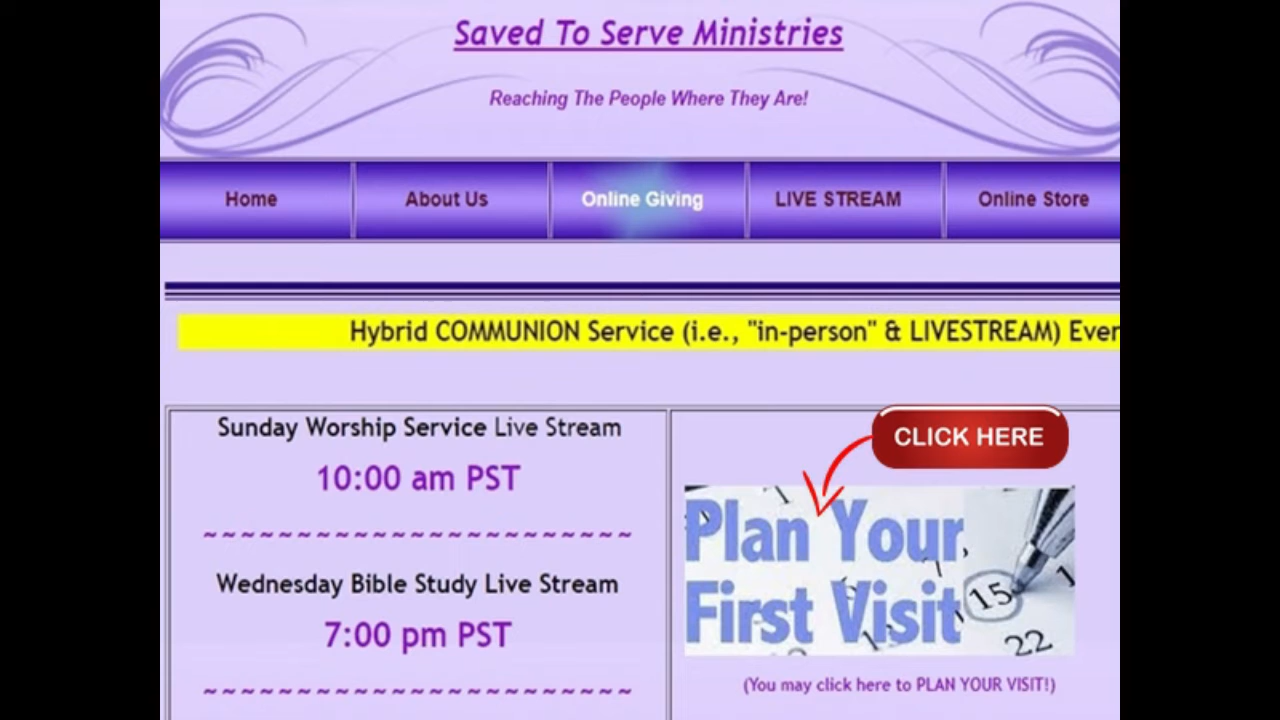 Saved To Serve Ministries
Reaching The People Where They Are!
Home
About Us
Online Giving
LIVE STREAM
Online Store
Hybrid COMMUNION Service (i.e., "in-person" & LIVESTREAM) Ever
Sunday Worship Service Live Stream
10:00 am PST
~~~~~~~~~~~~~~~~~~~~~~~
Wednesday Bible Study Live Stream
7:00 pm PST
~~~~~~~~~~~~~~~~~~~~~~~
CLICK HERE
Plan Your
First Visit
15
1
22
(You may click here to PLAN YOUR VISIT!)